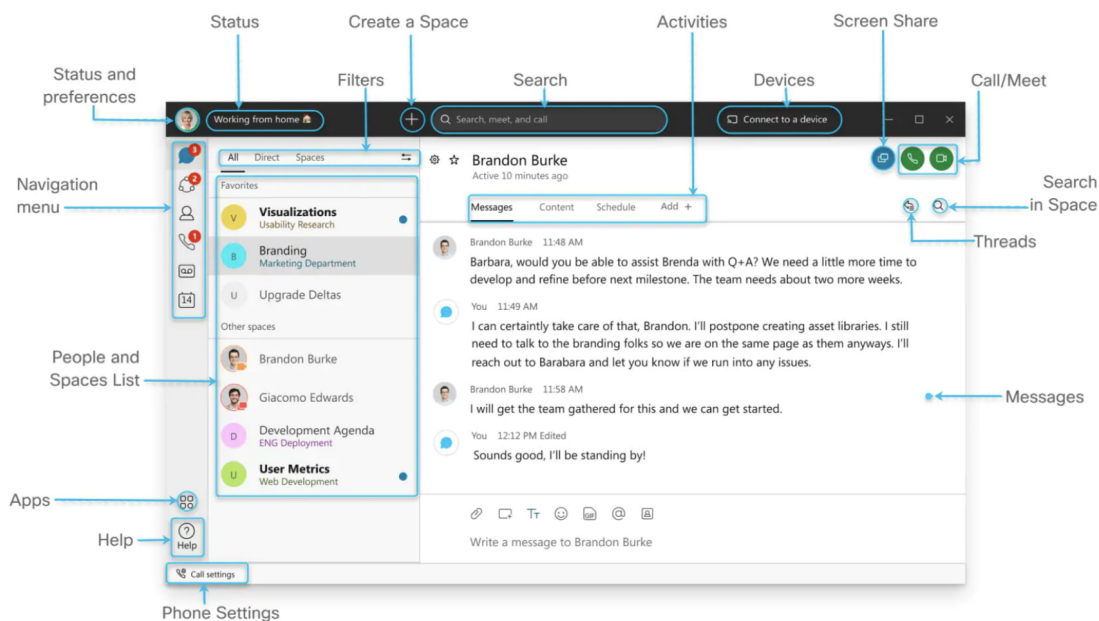 Status
Create a Space
Activities
Screen Share
Status and
preferences
Filters
Search
Devices
Call/Meet
Working from home
Search, meet, and call
Connect to a device
Navigation
menu
3
2
1
14
All Direct Spaces
Favorites
V
Visualizations
Usability Research
B
Branding
Marketing Department
U
Upgrade Deltas
Other spaces
Brandon Burke
Giacomo Edwards
D
Development Agenda
ENG Deployment
U
User Metrics
Web Development
People and
Spaces List
Apps
Help
Help
Call settings
Phone Settings
Brandon Burke
Active 10 minutes ago
Messages Content Schedule Add +
Search
in Space
Threads
Brandon Burke 11:48 AM
Barbara, would you be able to assist Brenda with Q+A? We need a little more time to
develop and refine before next milestone. The team needs about two more weeks.
You 11:49 AM
I can certaintly take care of that, Brandon. I'll postpone creating asset libraries. I still
need to talk to the branding folks so we are on the same page as them anyways. I'll
reach out to Barabara and let you know if we run into any issues.
Brandon Burke 11:58 AM
I will get the team gathered for this and we can get started.
Messages
You 12:12 PM Edited
Sounds good, I'll be standing by!
GIF
Write a message to Brandon Burke